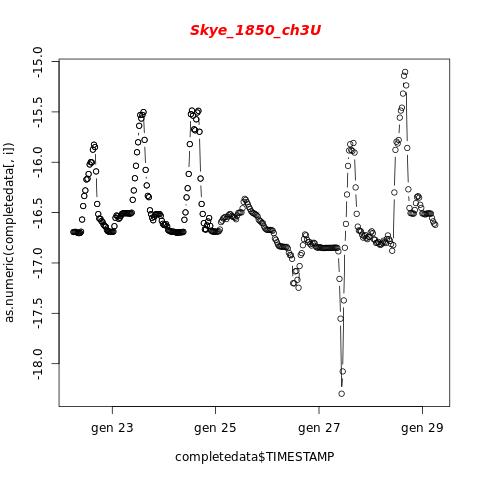 Skye_1850_ch3U
as.numeric(completedata[, i])
-15.0
-15.5
-16.0
-16.5
-17.0
-17.5
-18.0
gen 23 gen 25 gen 27 gen 29
completedata$TIMESTAMP